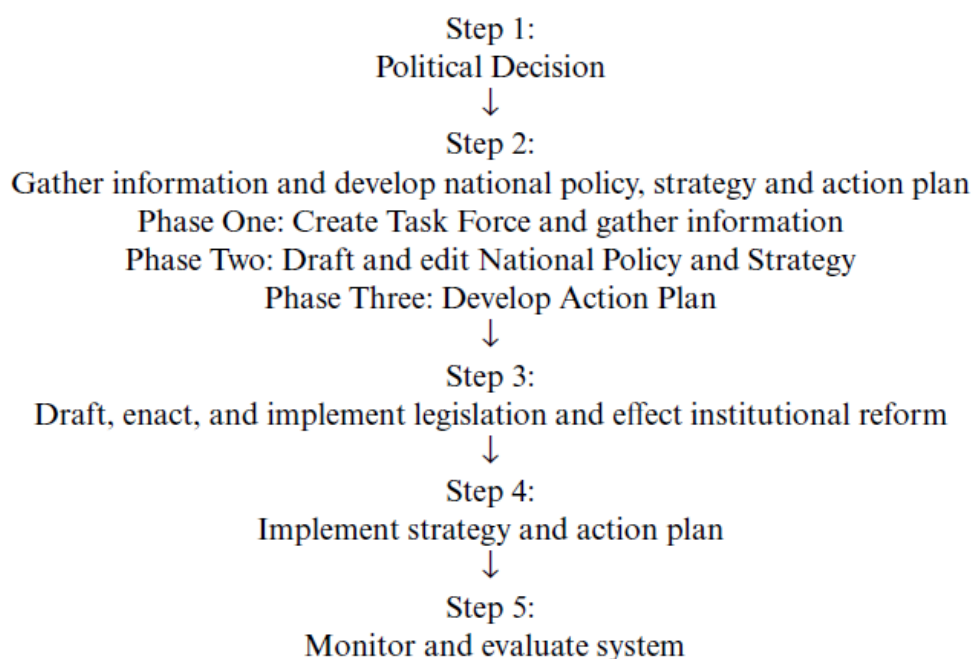 Step 1:
Political Decision
↓
Step 2:
Gather information and develop national policy, strategy and action plan
Phase One: Create Task Force and gather information
Phase Two: Draft and edit National Policy and Strategy
Phase Three: Develop Action Plan
↓
Step 3:
Draft, enact, and implement legislation and effect institutional reform
↓
Step 4:
Implement strategy and action plan
↓
Step 5:
Monitor and evaluate system